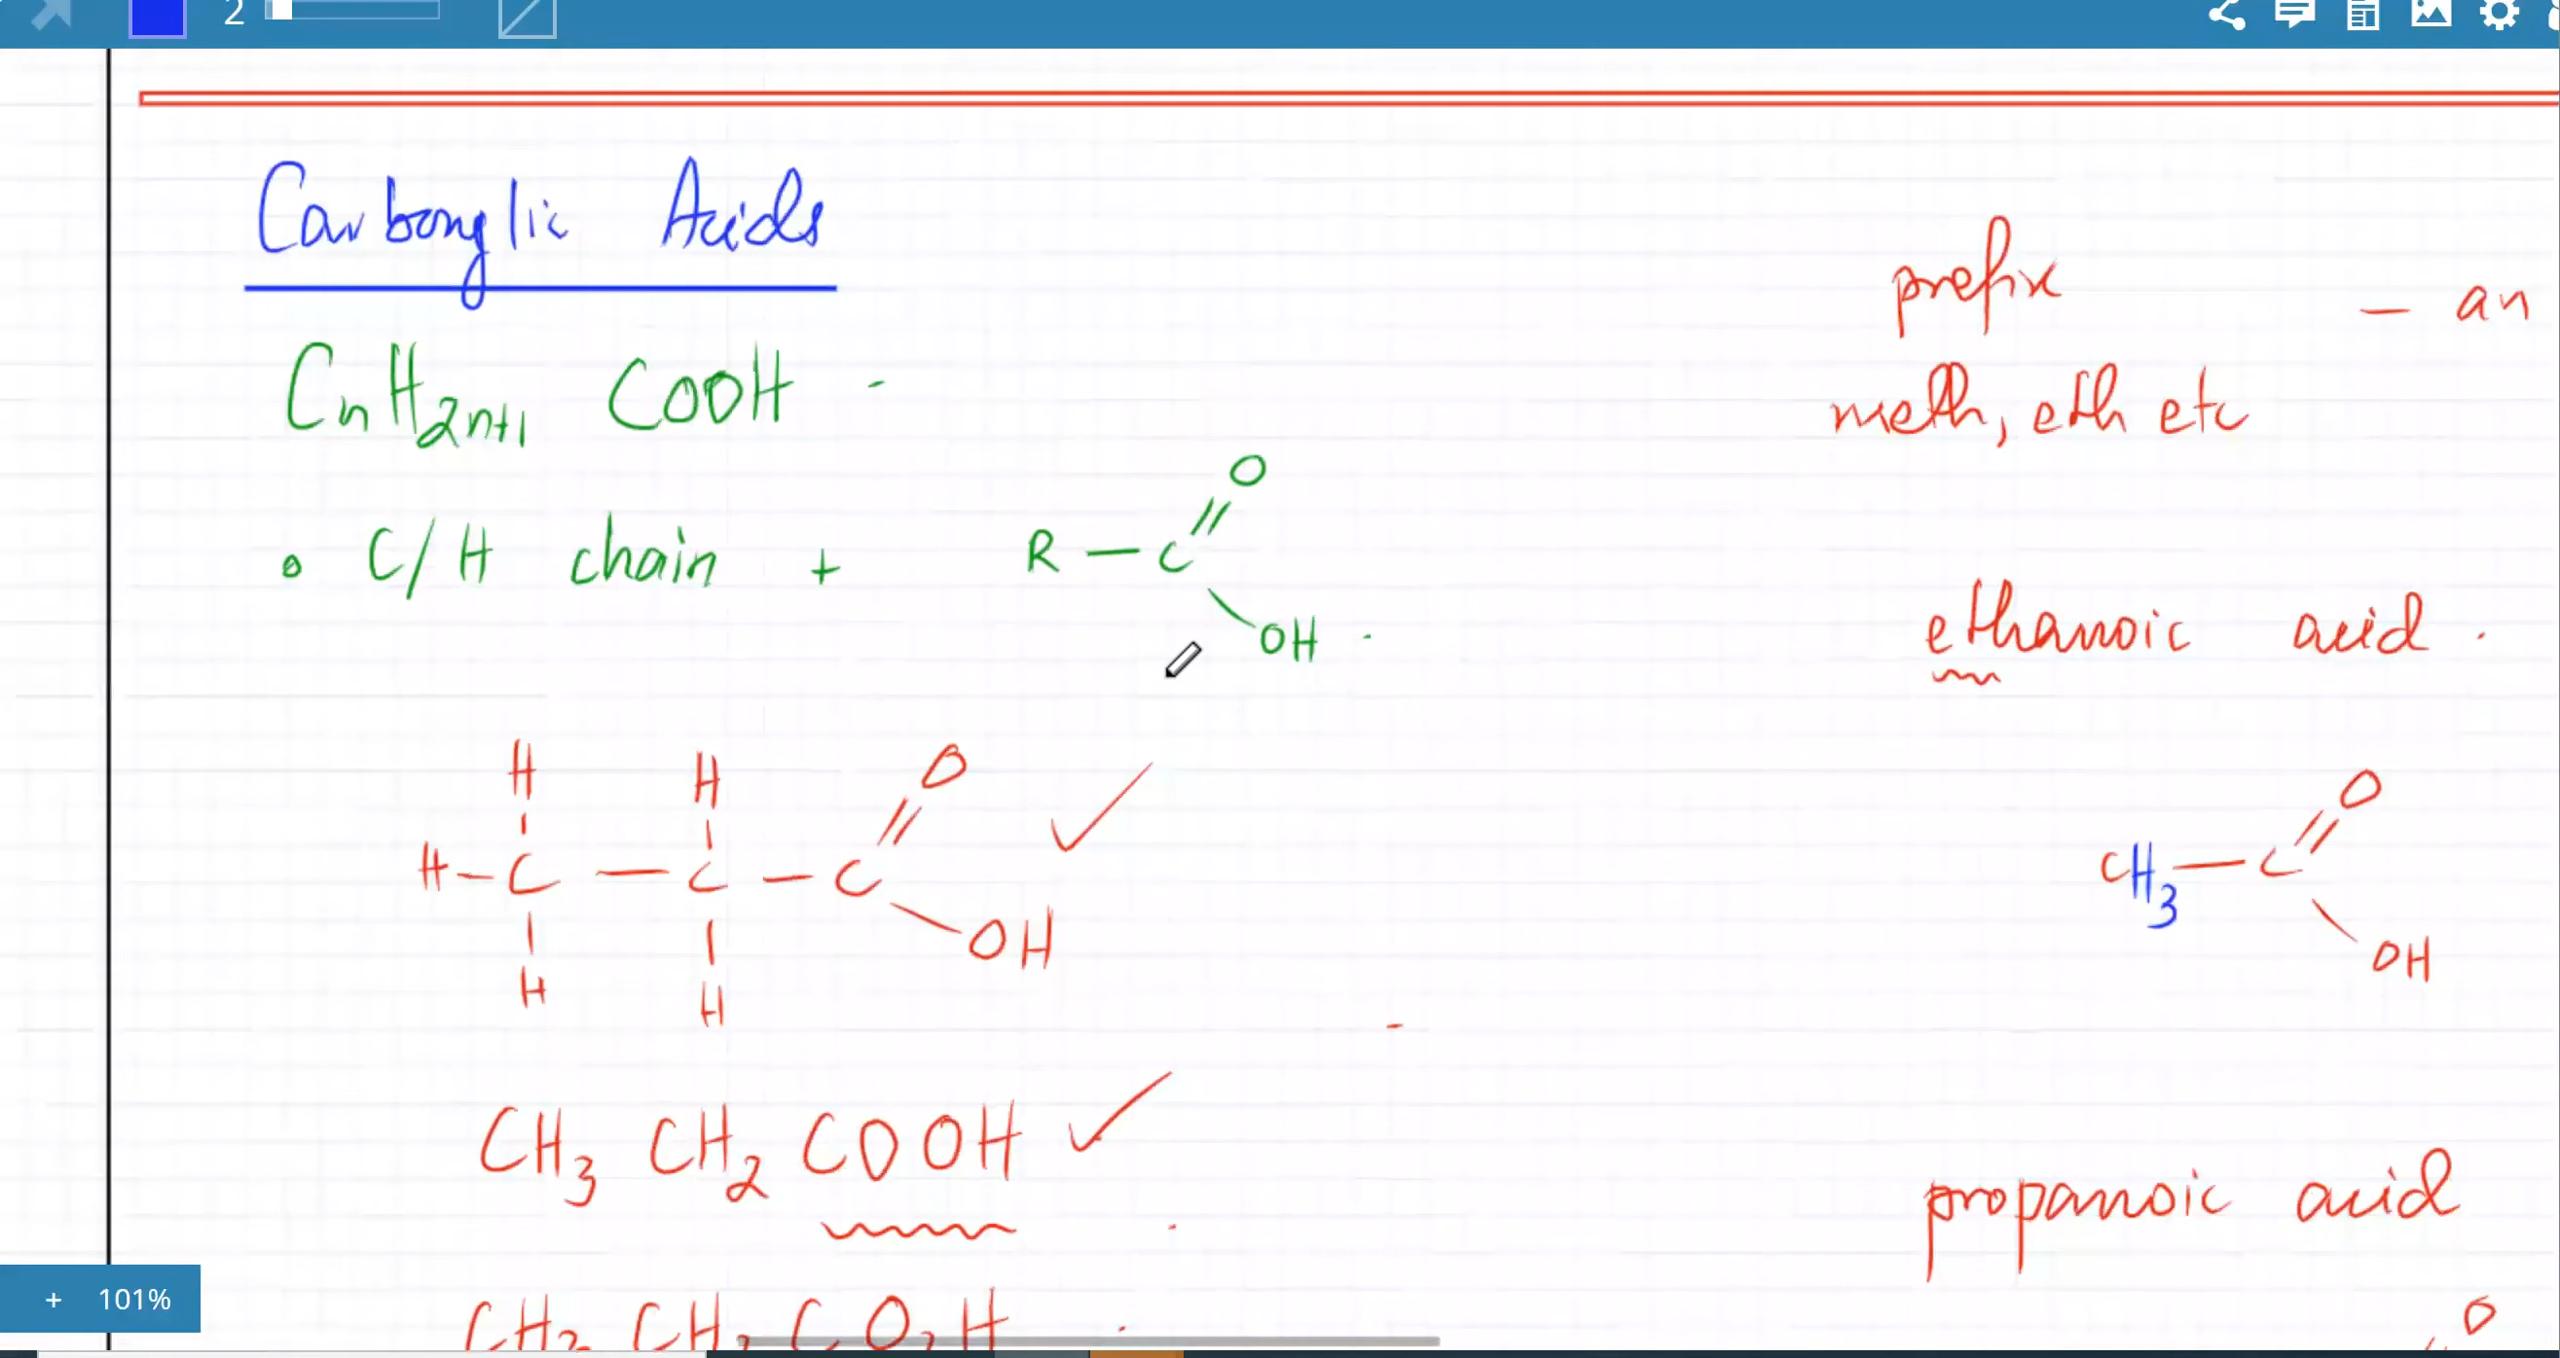 2
Carbonylic Acids
CnH2n+1 COOH
C/H chain + R — C
O
OH
prefix — an
meth, eth etc
ethanoic acid
H H O
H – C — C – C
OH
H H
O
CH3 — C
OH
CH3 CH2 COOH
propanoic acid
CH3 CH2 CO2H
O
+ 101%